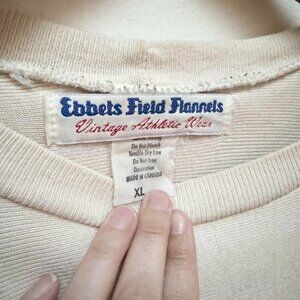 Ebbets Field Flannels
Vintage Athletic Wear
Do Not Bleach
Tumble Dry Low
Do Not Iron
Decoration
MADE IN CANADA
XL